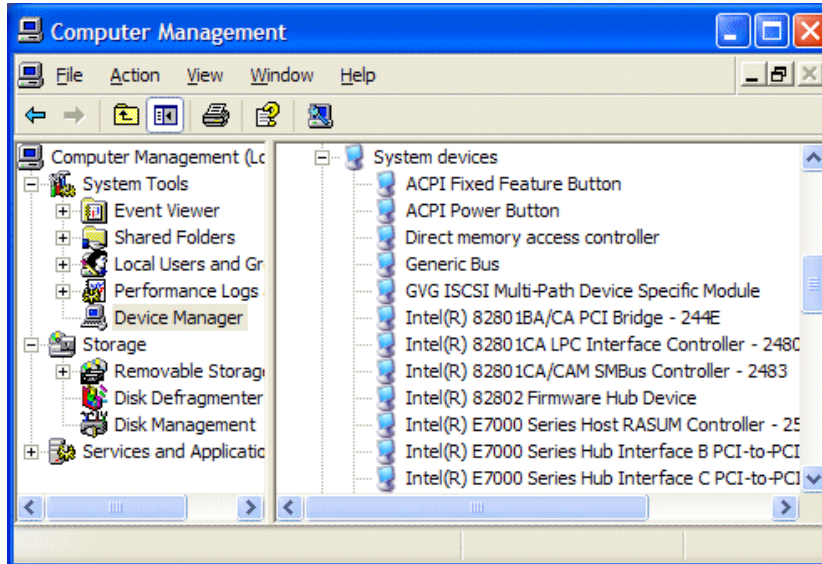 Computer Management
File Action View Window Help
Computer Management (Lc
System Tools
Event Viewer
Shared Folders
Local Users and Gr
Performance Logs
Device Manager
Storage
Removable Storage
Disk Defragmenter
Disk Management
Services and Applicatio
System devices
ACPI Fixed Feature Button
ACPI Power Button
Direct memory access controller
Generic Bus
GVG ISCSI Multi-Path Device Specific Module
Intel(R) 82801BA/CA PCI Bridge - 244E
Intel(R) 82801CA LPC Interface Controller - 2480
Intel(R) 82801CA/CAM SMBus Controller - 2483
Intel(R) 82802 Firmware Hub Device
Intel(R) E7000 Series Host RASUM Controller - 25
Intel(R) E7000 Series Hub Interface B PCI-to-PCI
Intel(R) E7000 Series Hub Interface C PCI-to-PCI